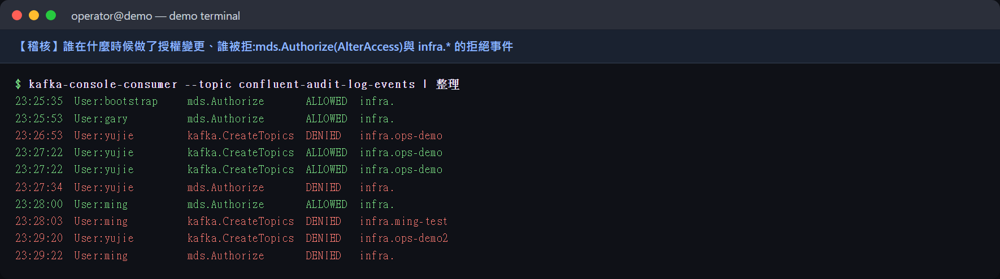 operator@demo — demo terminal
【稽核】誰在什麼時候做了授權變更、誰被拒:mds.Authorize(AlterAccess)與 infra.* 的拒絕事件
$ kafka-console-consumer --topic confluent-audit-log-events | 整理
23:25:35 User:bootstrap mds.Authorize ALLOWED infra.
23:25:53 User:gary mds.Authorize ALLOWED infra.
23:26:53 User:yujie kafka.CreateTopics DENIED infra.ops-demo
23:27:22 User:yujie kafka.CreateTopics ALLOWED infra.ops-demo
23:27:22 User:yujie kafka.CreateTopics ALLOWED infra.ops-demo
23:27:34 User:yujie mds.Authorize DENIED infra.
23:28:00 User:ming mds.Authorize ALLOWED infra.
23:28:03 User:ming kafka.CreateTopics DENIED infra.ming-test
23:29:20 User:yujie kafka.CreateTopics DENIED infra.ops-demo2
23:29:22 User:ming mds.Authorize DENIED infra.